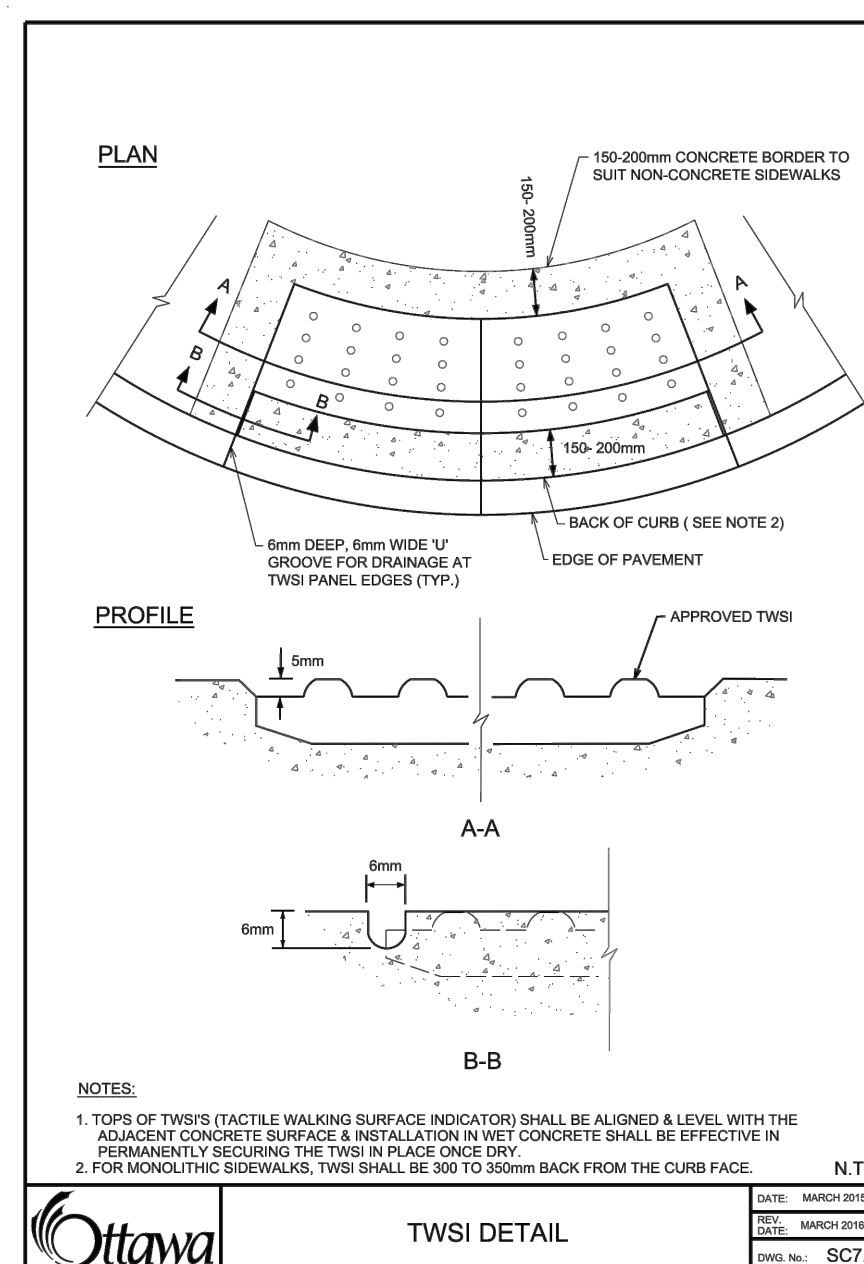 PLAN
150-200mm CONCRETE BORDER TO
SUIT NON-CONCRETE SIDEWALKS
150- 200mm
A
A
B
B
150- 200mm
BACK OF CURB ( SEE NOTE 2)
6mm DEEP, 6mm WIDE 'U'
GROOVE FOR DRAINAGE AT
TWSI PANEL EDGES (TYP.)
EDGE OF PAVEMENT
PROFILE
APPROVED TWSI
5mm
A-A
6mm
6mm
B-B
NOTES:
1. TOPS OF TWSI'S (TACTILE WALKING SURFACE INDICATOR) SHALL BE ALIGNED & LEVEL WITH THE
ADJACENT CONCRETE SURFACE & INSTALLATION IN WET CONCRETE SHALL BE EFFECTIVE IN
PERMANENTLY SECURING THE TWSI IN PLACE ONCE DRY.
2. FOR MONOLITHIC SIDEWALKS, TWSI SHALL BE 300 TO 350mm BACK FROM THE CURB FACE.
N.T
Ottawa
TWSI DETAIL
DATE: MARCH 2015
REV.
DATE: MARCH 2016
DWG. No.: SC7.